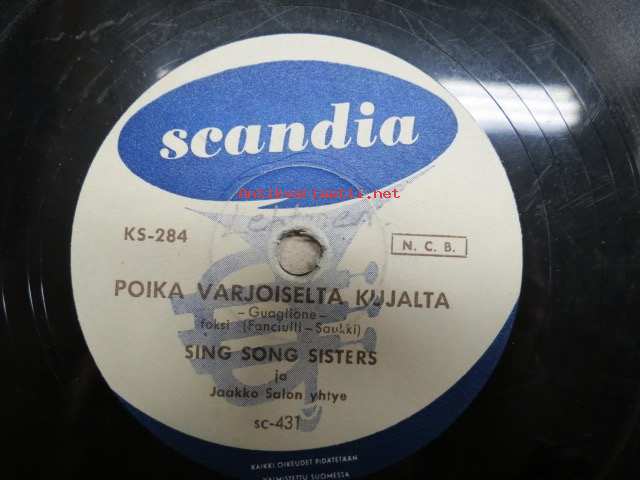 scandia
Antikvariaatti.net
Lehtinen
KS-284
N. C. B.
POIKA VARJOISELTA KUJALTA
–Guaglione–
foksi (Fanciulli–Saukki)
SING SONG SISTERS
ja
Jaakko Salon yhtye
sc-431
KAIKKI OIKEUDET PIDÄTETÄÄN
VALMISTETTU SUOMESSA